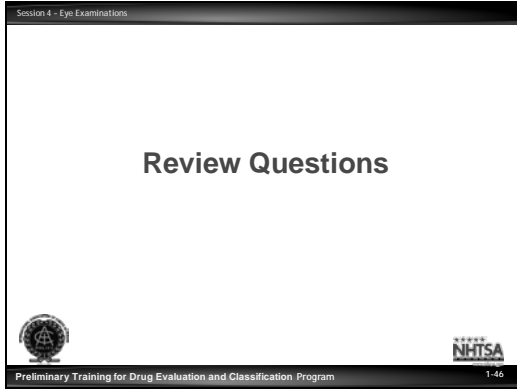 Session 4 - Eye Examinations
Review Questions
NHTSA
Preliminary Training for Drug Evaluation and Classification Program
1-46